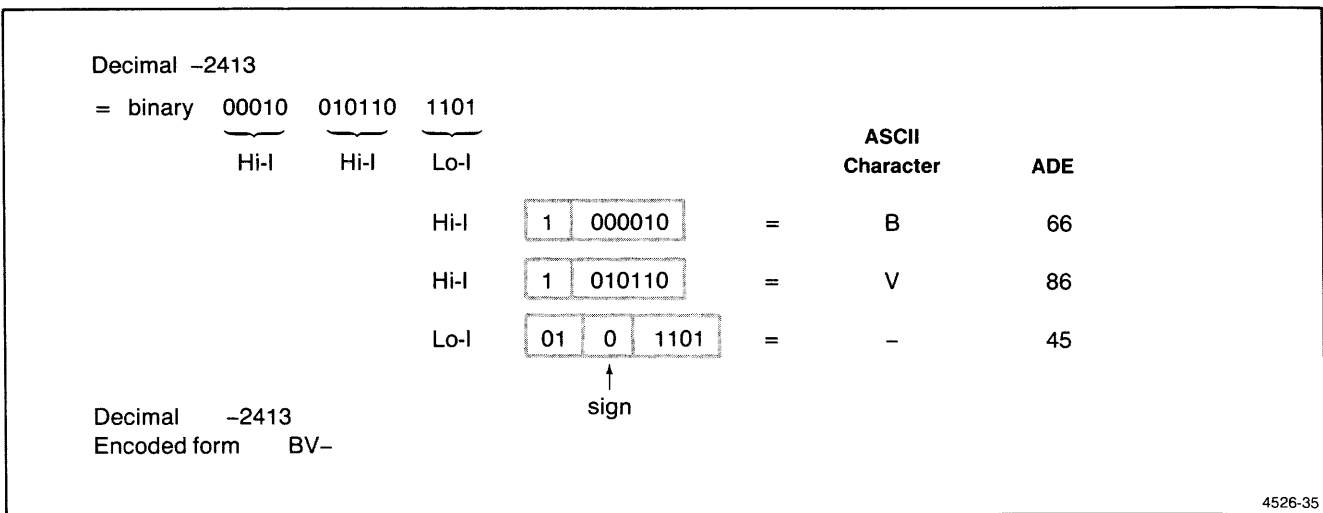 Decimal –2413
= binary 00010 010110 1101
Hi-I Hi-I Lo-I
ASCII
Character ADE
Hi-I 1 000010 = B 66
Hi-I 1 010110 = V 86
Lo-I 01 0 1101 = – 45
sign
Decimal –2413
Encoded form BV–
4526-35